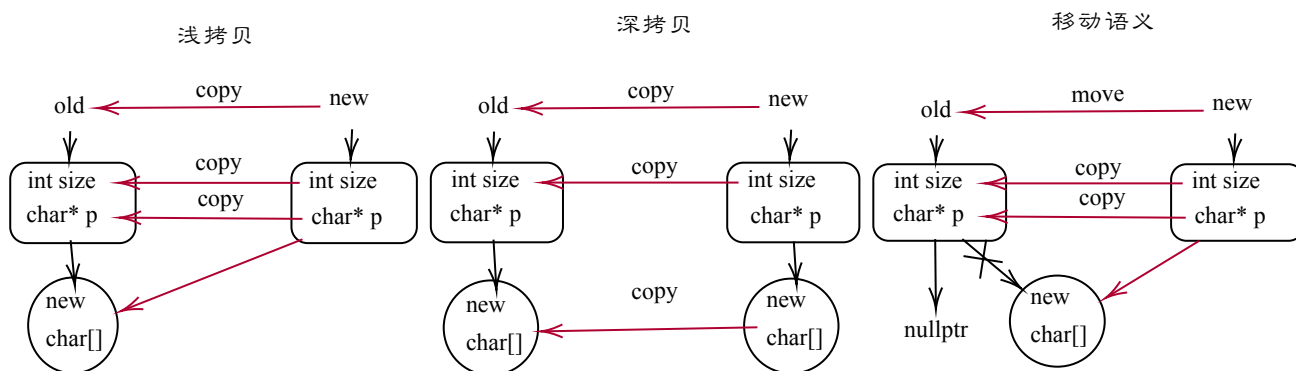 浅拷贝
old
copy
new
copy
int size
int size
copy
char* p
char* p
new
char[]
深拷贝
old
copy
new
copy
int size
int size
char* p
char* p
copy
new
new
char[]
char[]
移动语义
old
move
new
copy
int size
int size
copy
char* p
char* p
nullptr
new
char[]